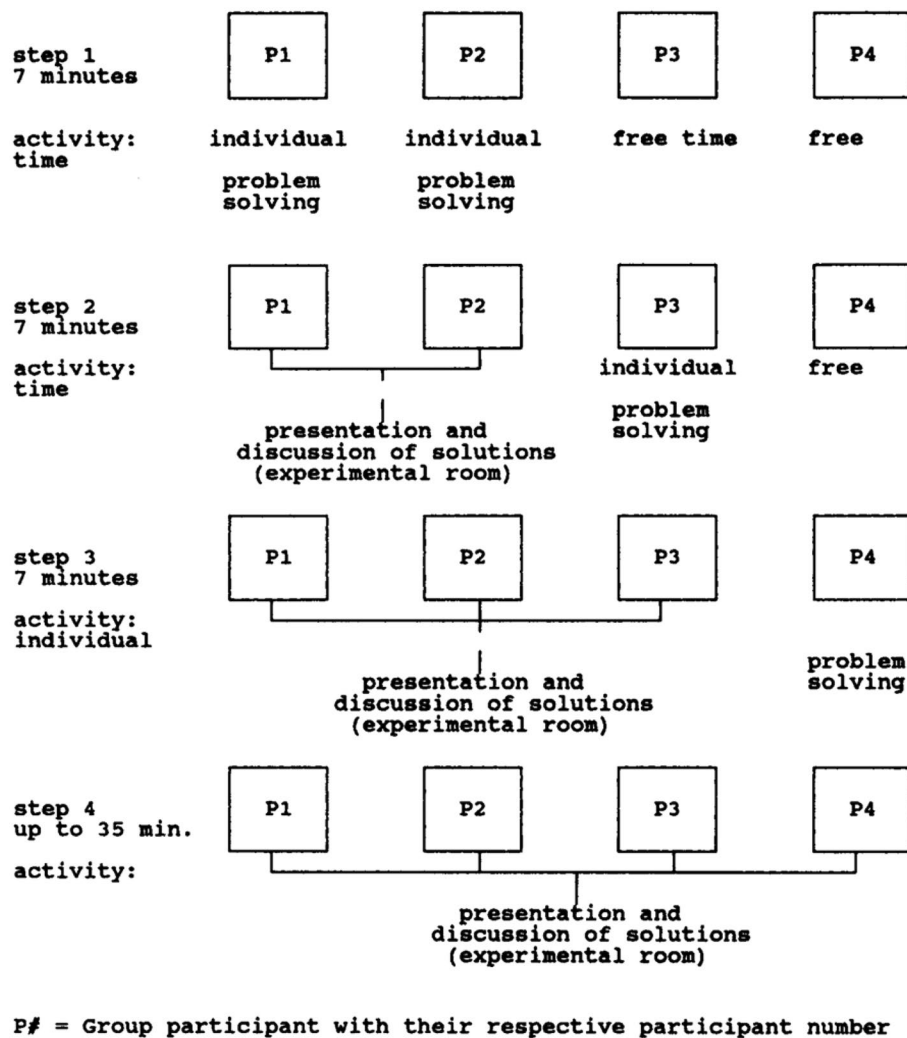 step 1 P1 P2 P3 P4
7 minutes
activity: individual individual free time free
time
problem problem
solving solving
step 2 P1 P2 P3 P4
7 minutes
activity: individual free
time
problem
presentation and solving
discussion of solutions
(experimental room)
step 3 P1 P2 P3 P4
7 minutes
activity:
individual
problem
presentation and solving
discussion of solutions
(experimental room)
step 4 P1 P2 P3 P4
up to 35 min.
activity:
presentation and
discussion of solutions
(experimental room)
P# = Group participant with their respective participant number